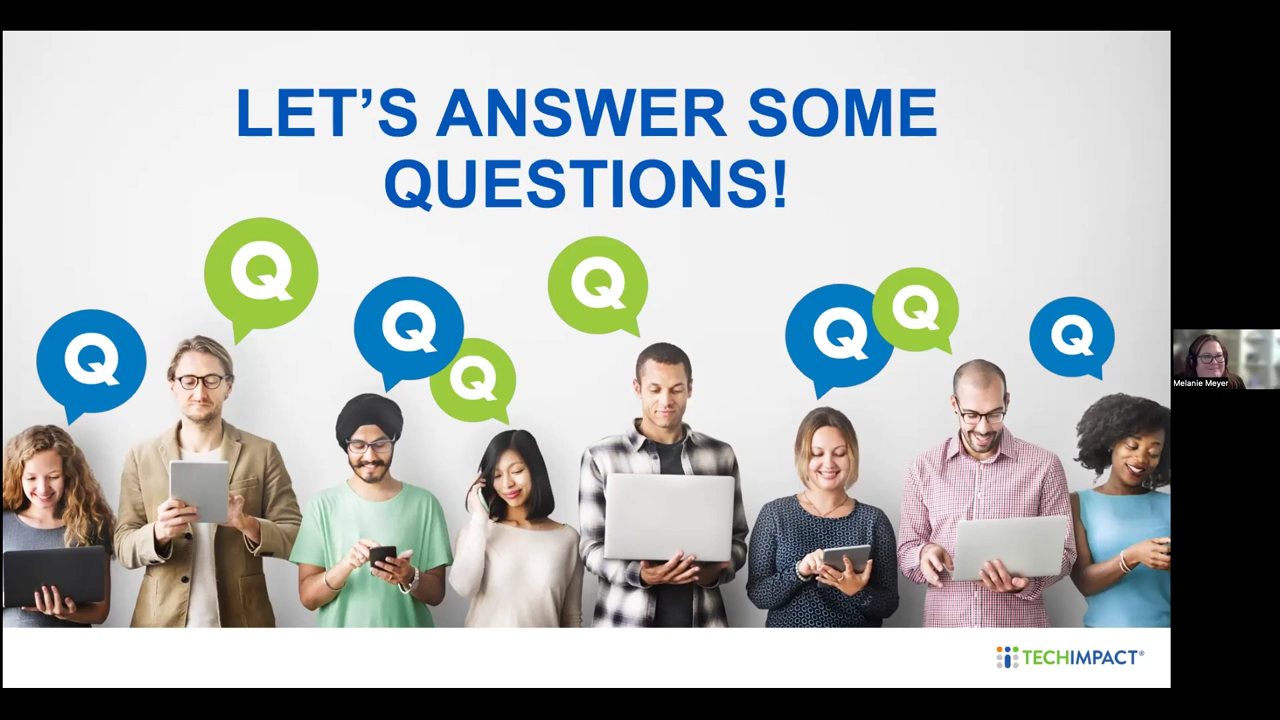 LET’S ANSWER SOME
QUESTIONS!
Q
Q
Q
Q
Q
Q
Q
Q
Melanie Meyer
TECHIMPACT®